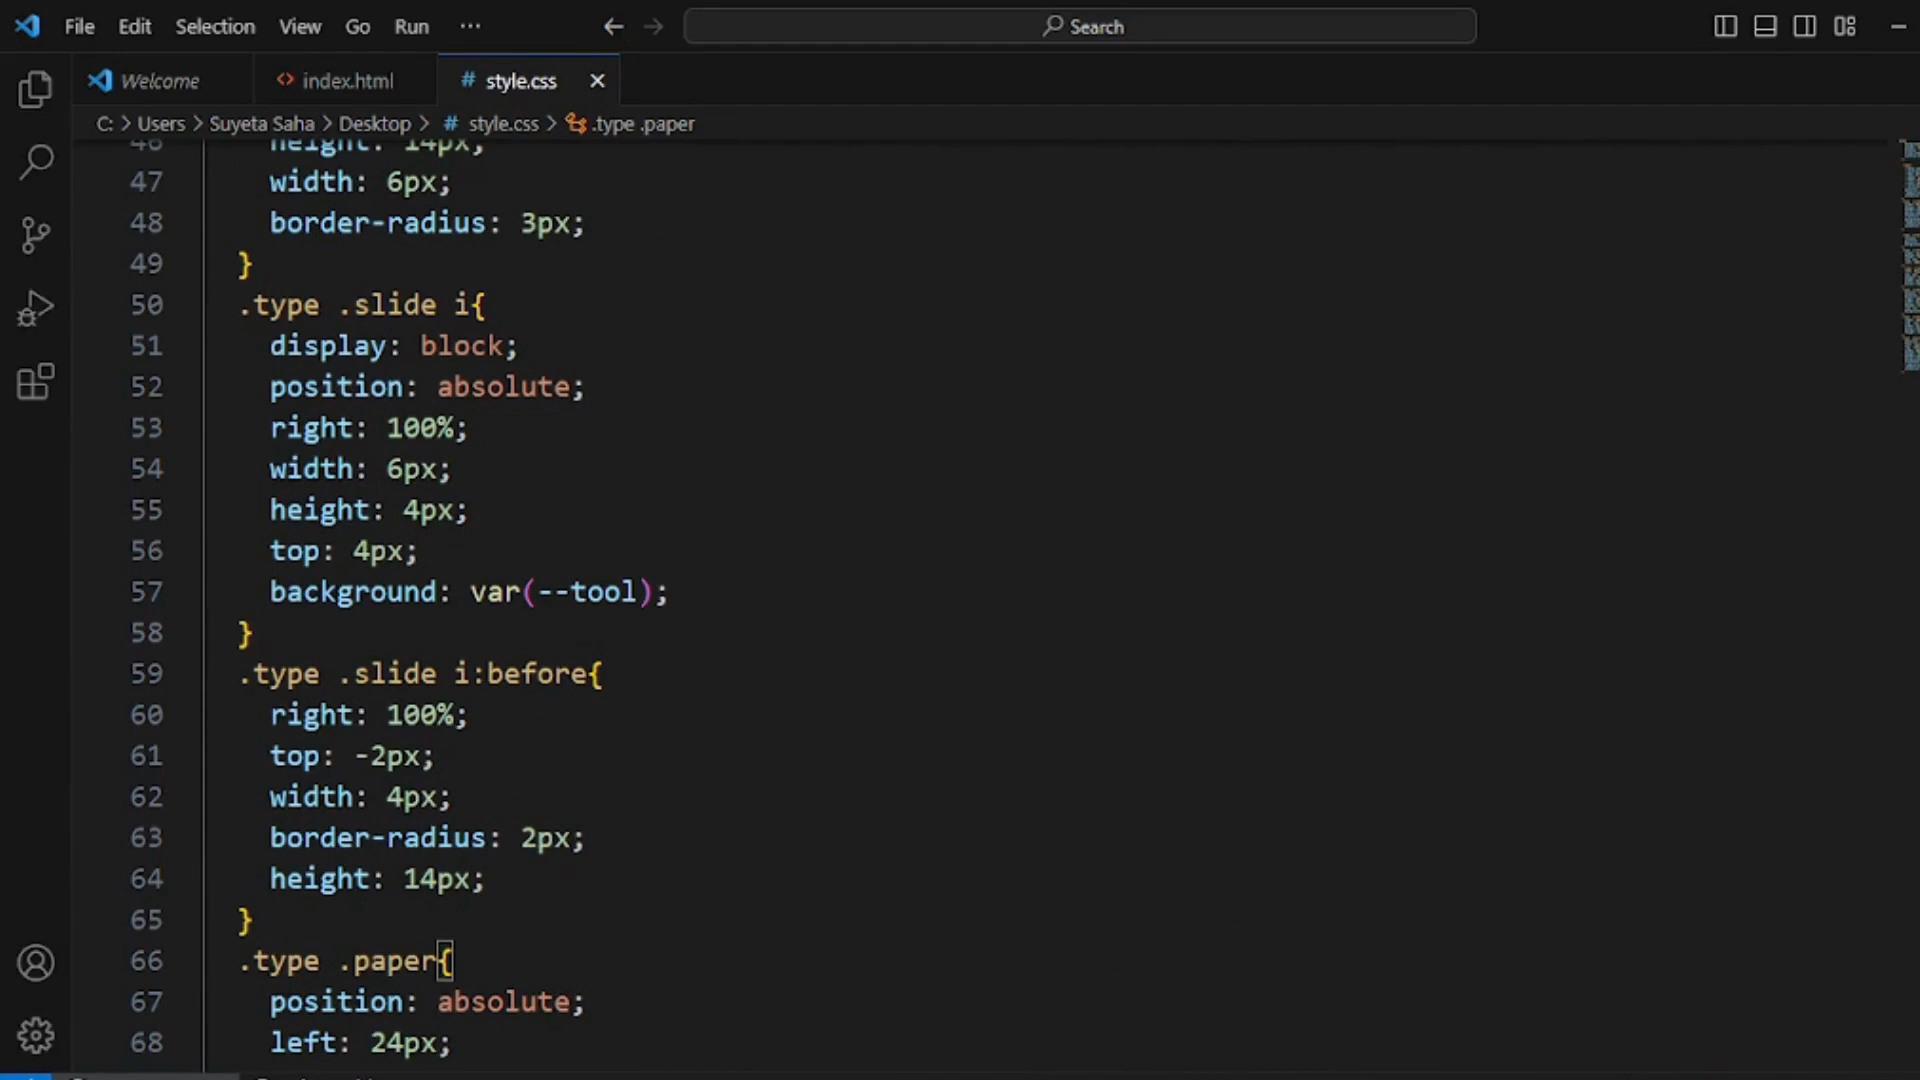 File Edit Selection View Go Run ··· Search
Welcome index.html # style.css
C: > Users > Suyeta Saha > Desktop > # style.css > .type .paper
46 height: 14px;
47 width: 6px;
48 border-radius: 3px;
49 }
50 .type .slide i{
51 display: block;
52 position: absolute;
53 right: 100%;
54 width: 6px;
55 height: 4px;
56 top: 4px;
57 background: var(--tool);
58 }
59 .type .slide i:before{
60 right: 100%;
61 top: -2px;
62 width: 4px;
63 border-radius: 2px;
64 height: 14px;
65 }
66 .type .paper{
67 position: absolute;
68 left: 24px;